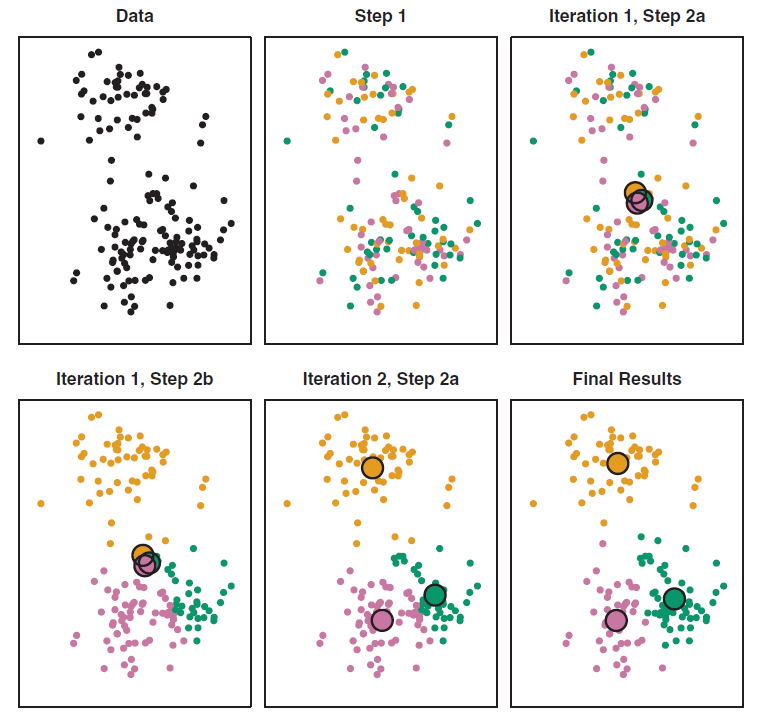 Data
Step 1
Iteration 1, Step 2a
Iteration 1, Step 2b
Iteration 2, Step 2a
Final Results